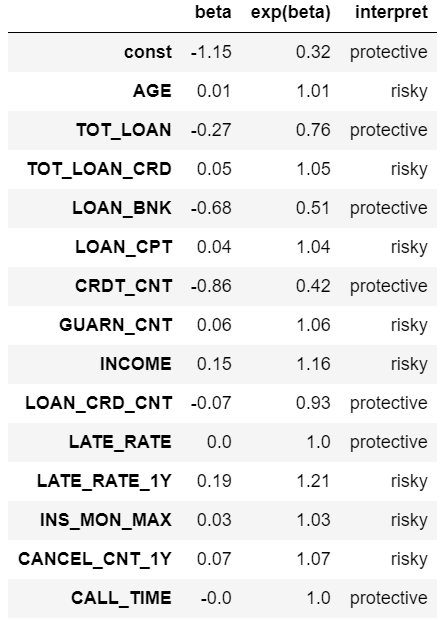 beta exp(beta) interpret
const -1.15 0.32 protective
AGE 0.01 1.01 risky
TOT_LOAN -0.27 0.76 protective
TOT_LOAN_CRD 0.05 1.05 risky
LOAN_BNK -0.68 0.51 protective
LOAN_CPT 0.04 1.04 risky
CRDT_CNT -0.86 0.42 protective
GUARN_CNT 0.06 1.06 risky
INCOME 0.15 1.16 risky
LOAN_CRD_CNT -0.07 0.93 protective
LATE_RATE 0.0 1.0 protective
LATE_RATE_1Y 0.19 1.21 risky
INS_MON_MAX 0.03 1.03 risky
CANCEL_CNT_1Y 0.07 1.07 risky
CALL_TIME -0.0 1.0 protective